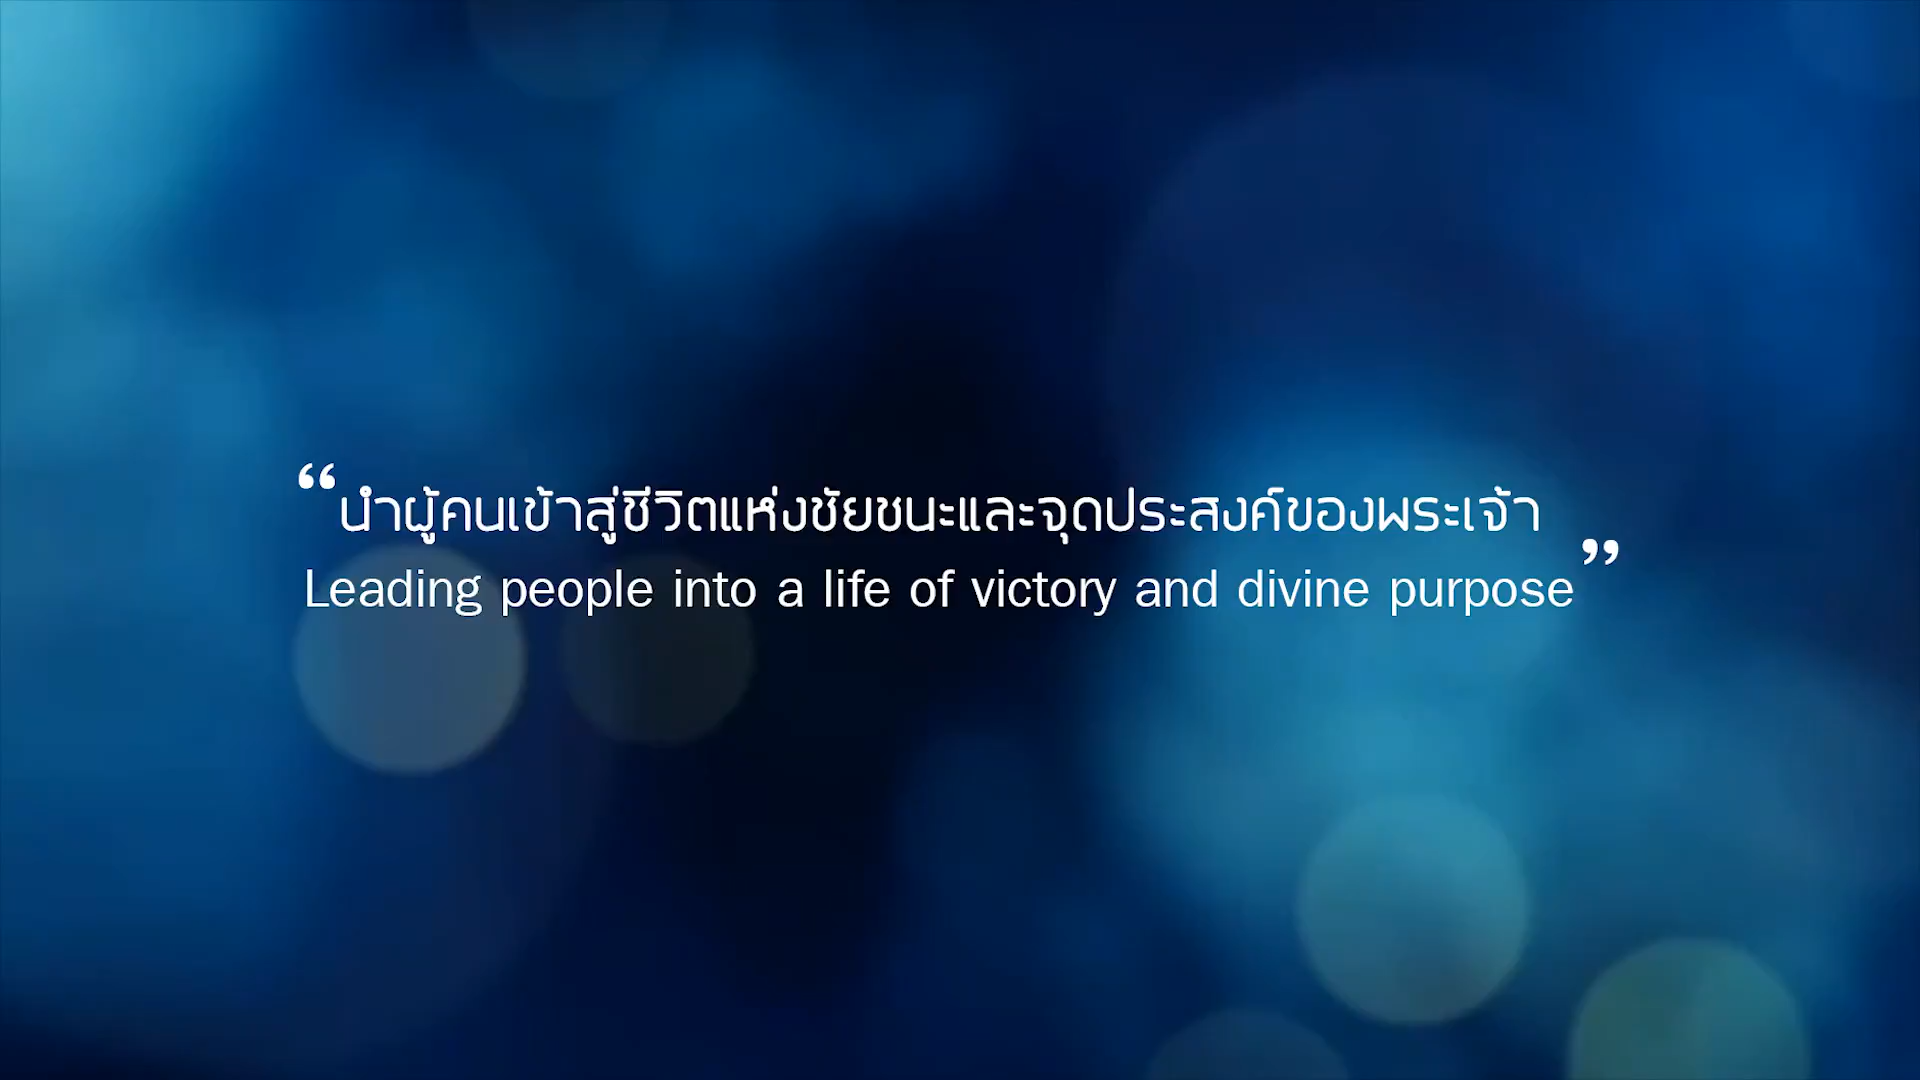 “นำผู้คนเข้าสู่ชีวิตแห่งชัยชนะและจุดประสงค์ของพระเจ้า
Leading people into a life of victory and divine purpose”